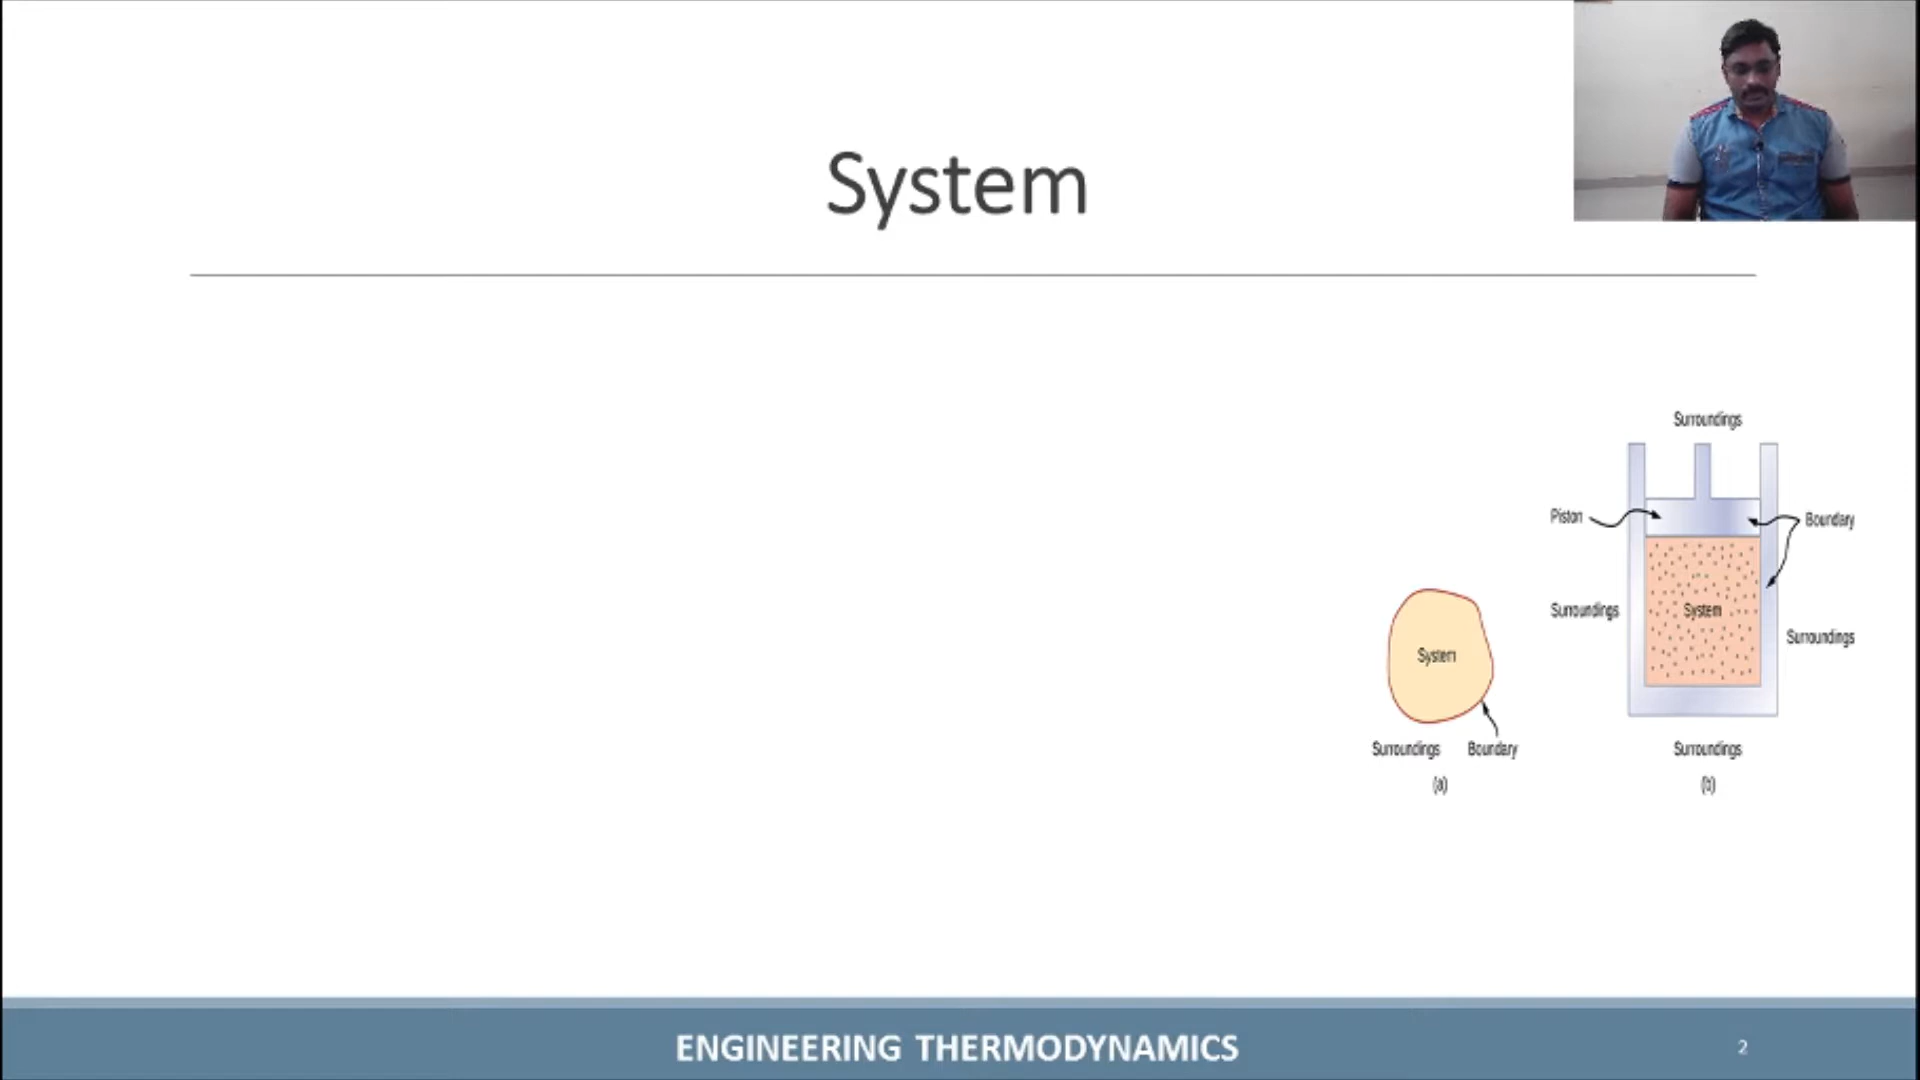 System
Surroundings
Piston
Boundary
System
Surroundings
Surroundings
System
Surroundings
Boundary
Surroundings
(a)
(b)
ENGINEERING THERMODYNAMICS
2